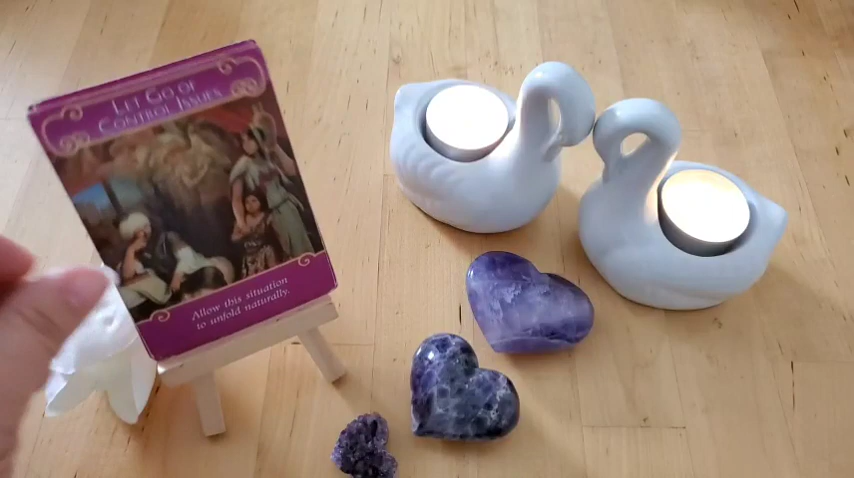 Let Go of
Control Issues
Allow this situation
to unfold naturally.